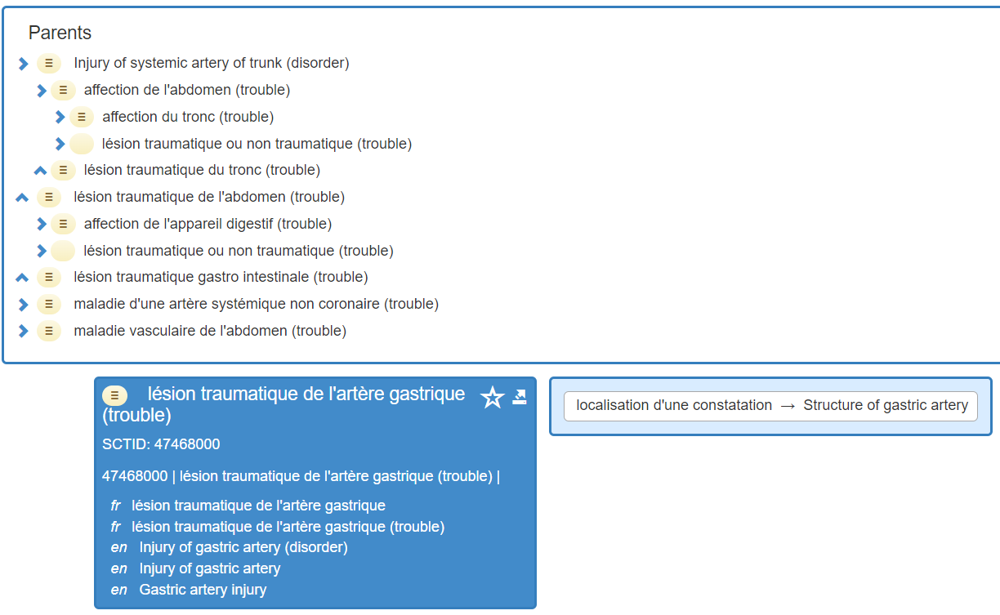 Parents
Injury of systemic artery of trunk (disorder)
affection de l'abdomen (trouble)
affection du tronc (trouble)
lésion traumatique ou non traumatique (trouble)
lésion traumatique du tronc (trouble)
lésion traumatique de l'abdomen (trouble)
affection de l'appareil digestif (trouble)
lésion traumatique ou non traumatique (trouble)
lésion traumatique gastro intestinale (trouble)
maladie d'une artère systémique non coronaire (trouble)
maladie vasculaire de l'abdomen (trouble)
lésion traumatique de l'artère gastrique
(trouble)
SCTID: 47468000
47468000 | lésion traumatique de l'artère gastrique (trouble) |
fr lésion traumatique de l'artère gastrique
fr lésion traumatique de l'artère gastrique (trouble)
en Injury of gastric artery (disorder)
en Injury of gastric artery
en Gastric artery injury
localisation d'une constatation → Structure of gastric artery